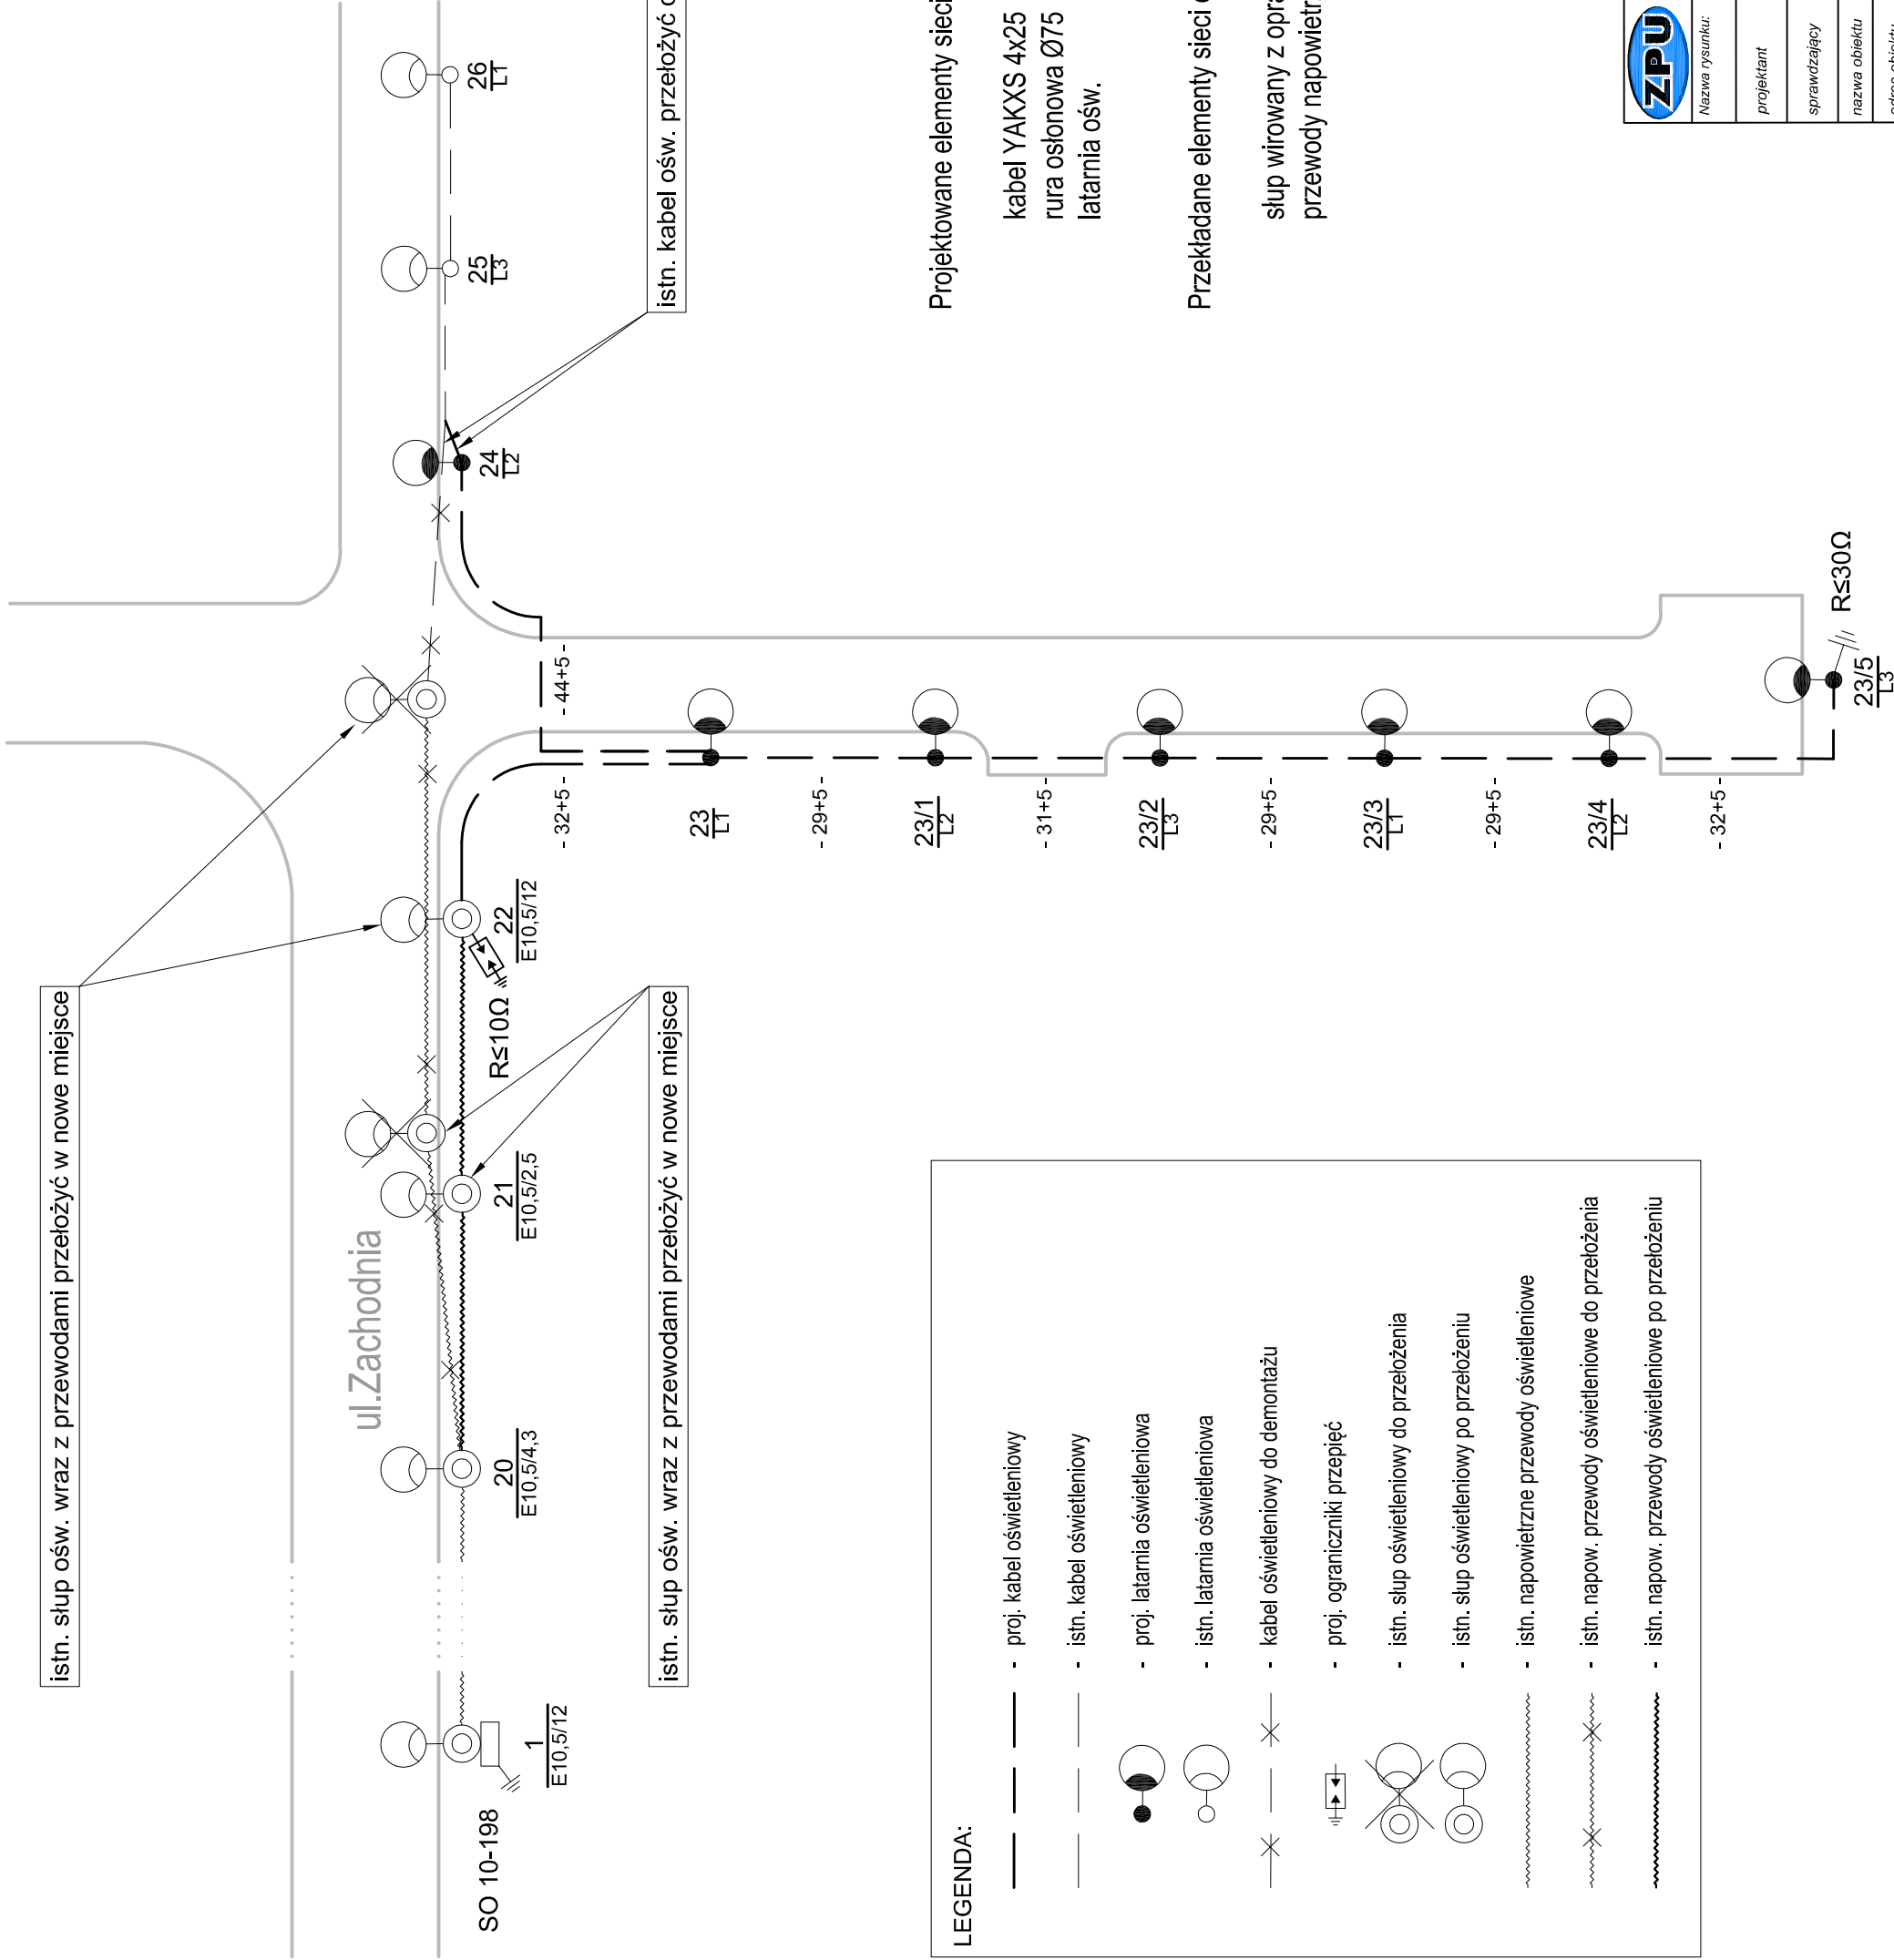 istn. słup ośw. wraz z przewodami przełożyć w nowe miejsce
ul.Zachodnia
SO 10-198
1
E10,5/12
20
E10,5/4,3
21
E10,5/2,5
R≤10Ω
22
E10,5/12
istn. słup ośw. wraz z przewodami przełożyć w nowe miejsce
24
L2
25
L3
26
L1
istn. kabel ośw. przełożyć
- 32+5 -
- 44+5 -
23
L1
- 29+5 -
23/1
L2
- 31+5 -
23/2
L3
- 29+5 -
23/3
L1
- 29+5 -
23/4
L2
- 32+5 -
23/5
L3
R≤30Ω
LEGENDA:
- proj. kabel oświetleniowy
- istn. kabel oświetleniowy
- proj. latarnia oświetleniowa
- istn. latarnia oświetleniowa
- kabel oświetleniowy do demontażu
- proj. ograniczniki przepięć
- istn. słup oświetleniowy do przełożenia
- istn. słup oświetleniowy po przełożeniu
- istn. napowietrzne przewody oświetleniowe
- istn. napow. przewody oświetleniowe do przełożenia
- istn. napow. przewody oświetleniowe po przełożeniu
Projektowane elementy sieci
kabel YAKXS 4x25
rura osłonowa Ø75
latarnia ośw.
Przekładane elementy sieci
słup wirowany z opra
przewody napowietrz
ZPU
Nazwa rysunku:
projektant
sprawdzający
nazwa obiektu